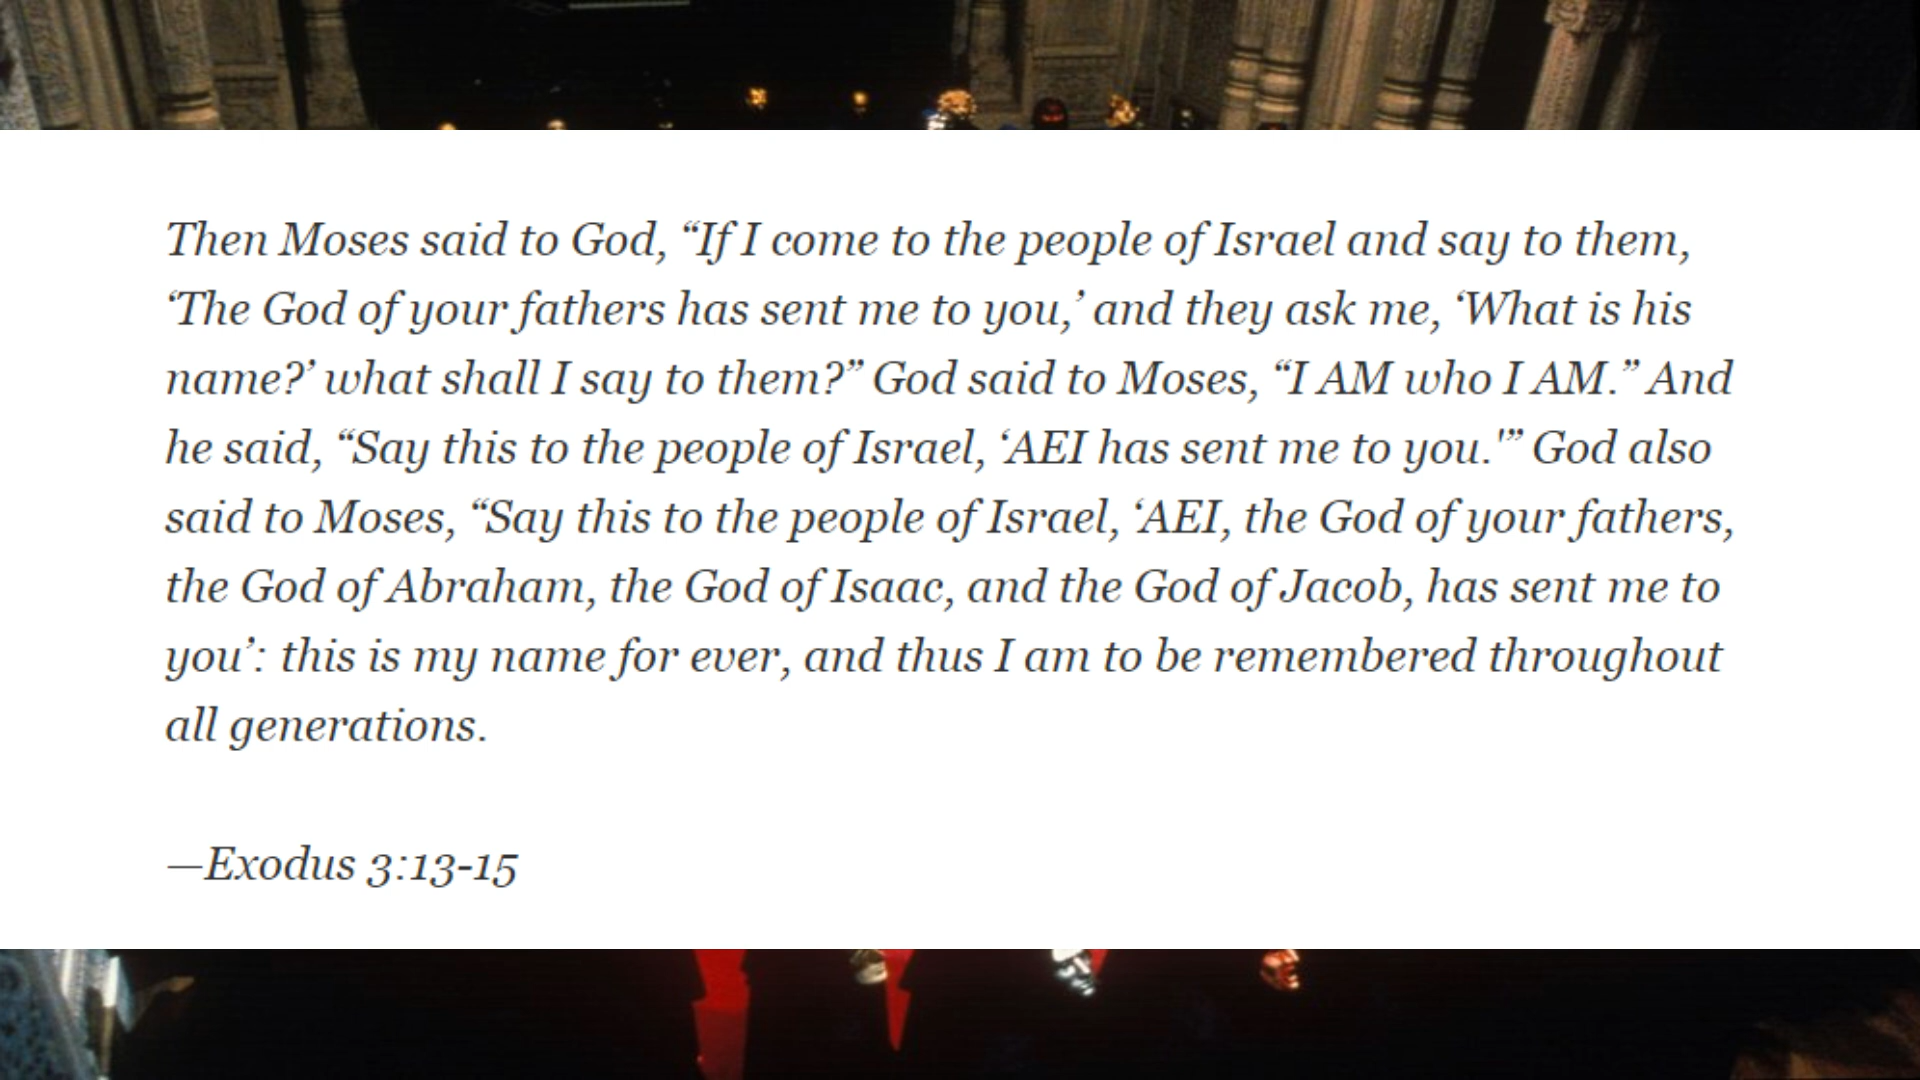 Then Moses said to God, “If I come to the people of Israel and say to them,
‘The God of your fathers has sent me to you,’ and they ask me, ‘What is his
name?’ what shall I say to them?” God said to Moses, “I AM who I AM.” And
he said, “Say this to the people of Israel, ‘AEI has sent me to you.'” God also
said to Moses, “Say this to the people of Israel, ‘AEI, the God of your fathers,
the God of Abraham, the God of Isaac, and the God of Jacob, has sent me to
you’: this is my name for ever, and thus I am to be remembered throughout
all generations.
—Exodus 3:13-15